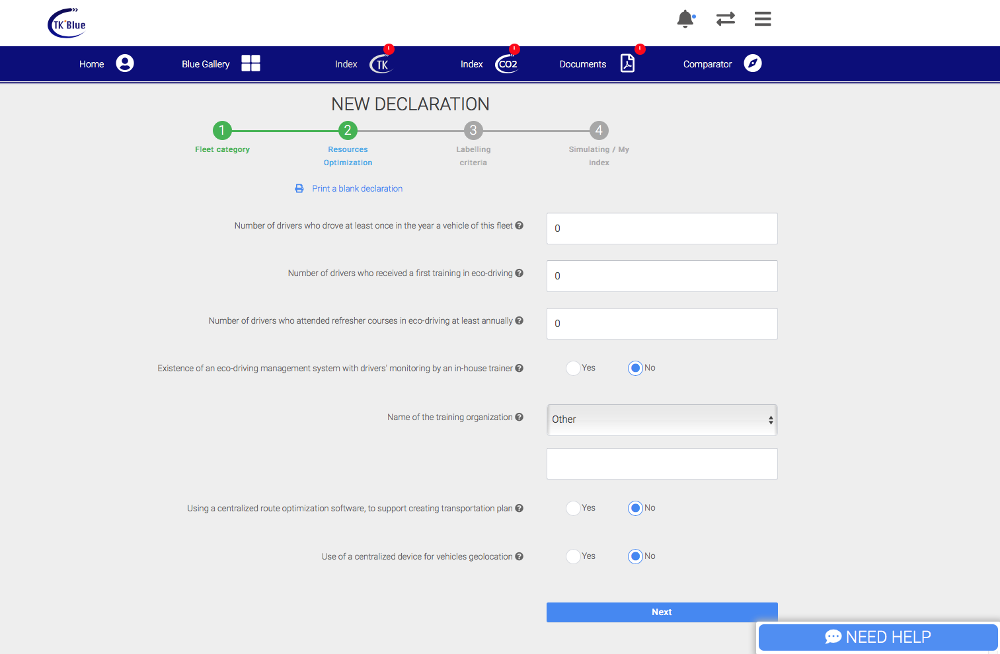 TK'Blue
Home
Blue Gallery
Index TK !
Index CO2 !
Documents !
Comparator
NEW DECLARATION
1
2
3
4
Fleet category
Resources
Optimization
Labelling
criteria
Simulating / My
index
Print a blank declaration
Number of drivers who drove at least once in the year a vehicle of this fleet ?
0
Number of drivers who received a first training in eco-driving ?
0
Number of drivers who attended refresher courses in eco-driving at least annually ?
0
Existence of an eco-driving management system with drivers' monitoring by an in-house trainer ?
Yes No
Name of the training organization ?
Other
Using a centralized route optimization software, to support creating transportation plan ?
Yes No
Use of a centralized device for vehicles geolocation ?
Yes No
Next
NEED HELP